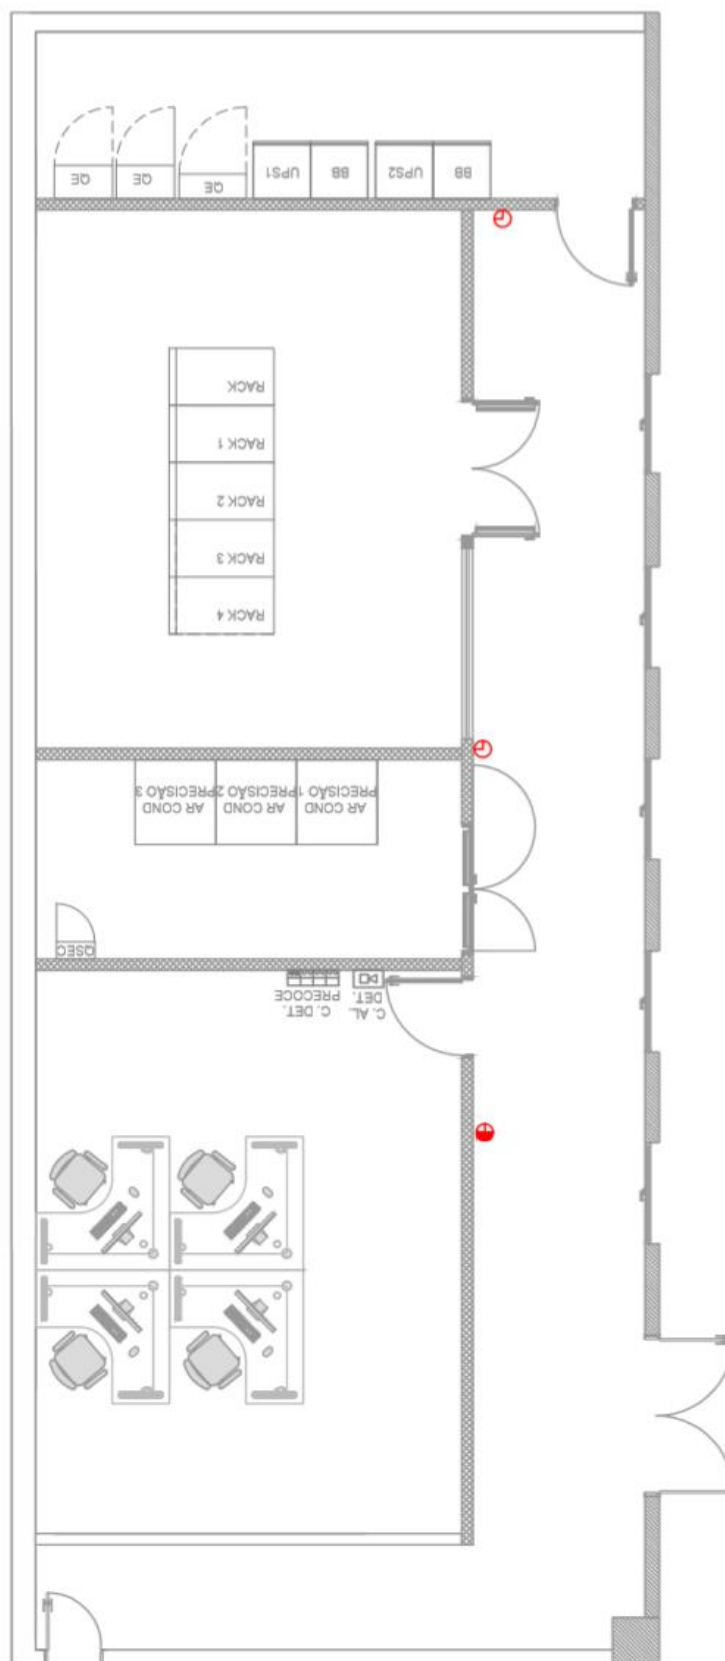 QE
QE
QE
UPS1
BB
UPS2
BB
RACK
RACK 1
RACK 2
RACK 3
RACK 4
AR COND
PRECISÃO 3
AR COND
PRECISÃO 2
AR COND
PRECISÃO 1
QSEC
C. DET.
PRECOCE
C. AL.
DET.